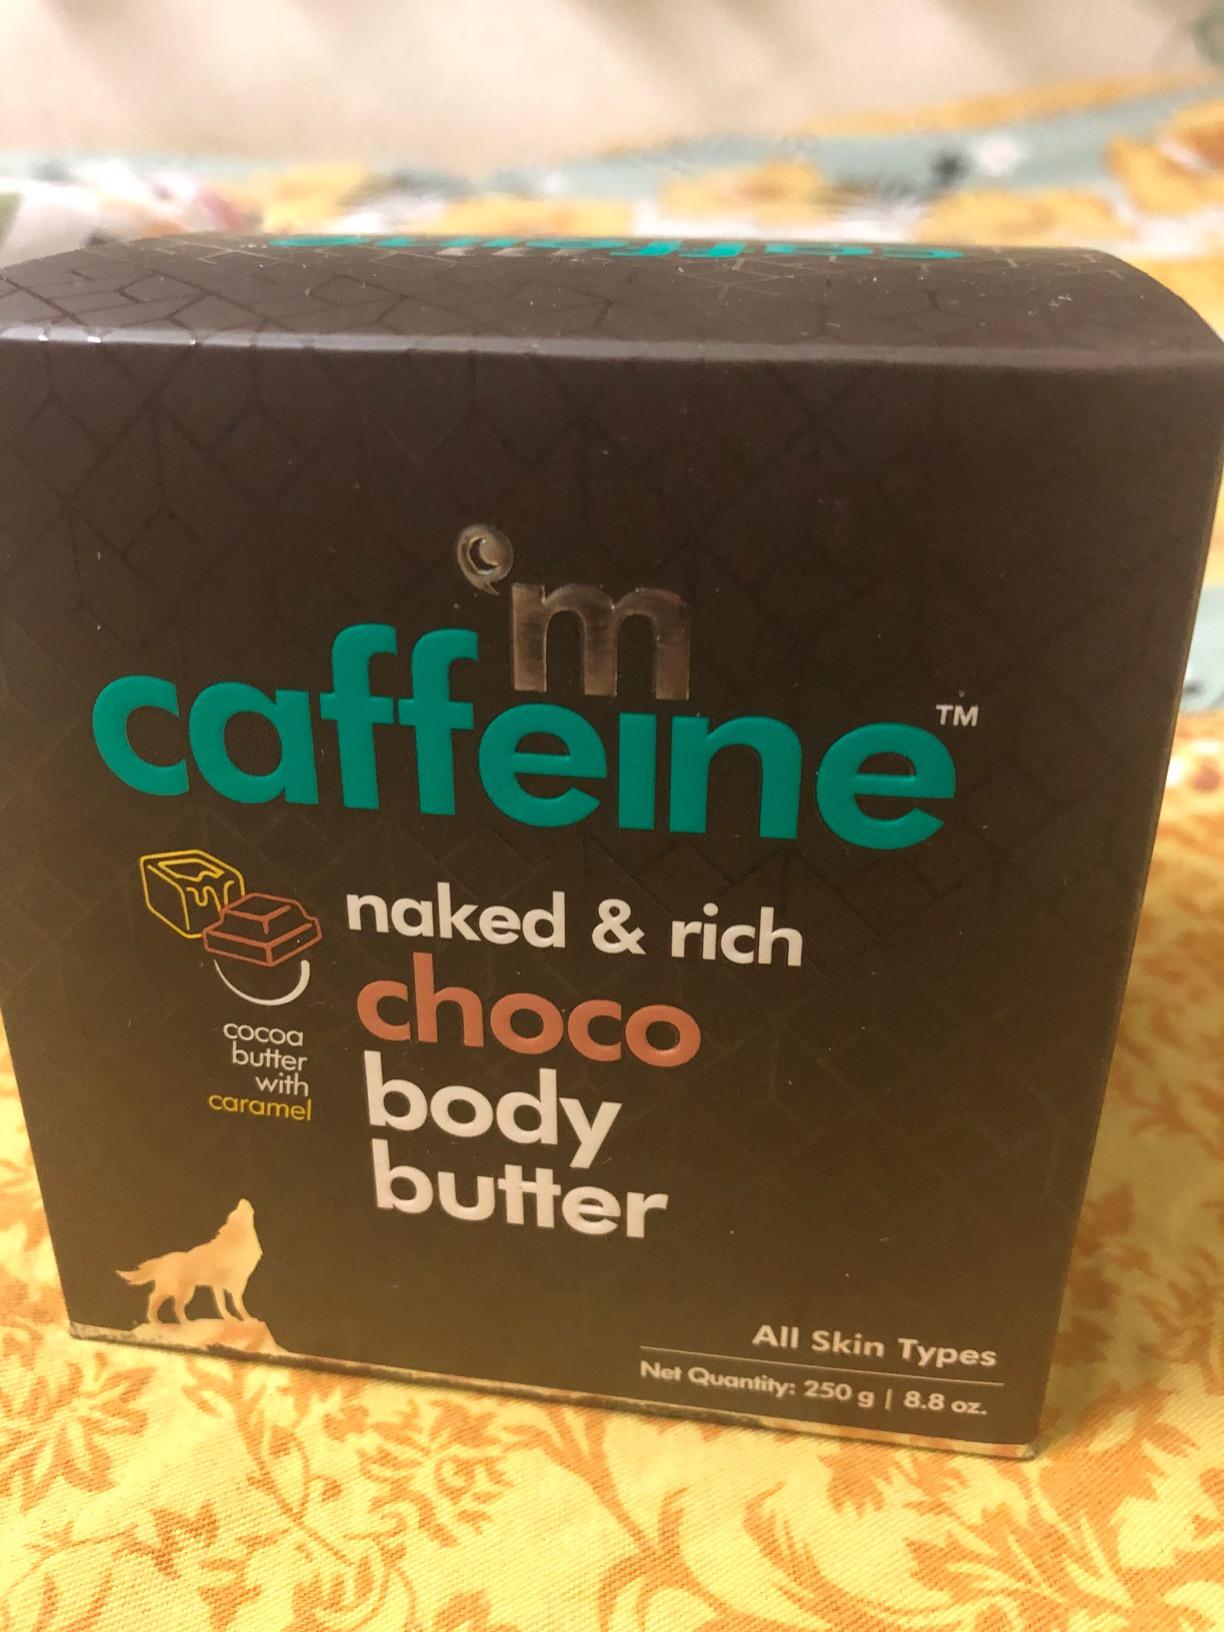 caffeine
'm
caffeine™
naked & rich
choco
body
butter
cocoa
butter
with
caramel
All Skin Types
Net Quantity: 250 g | 8.8 oz.